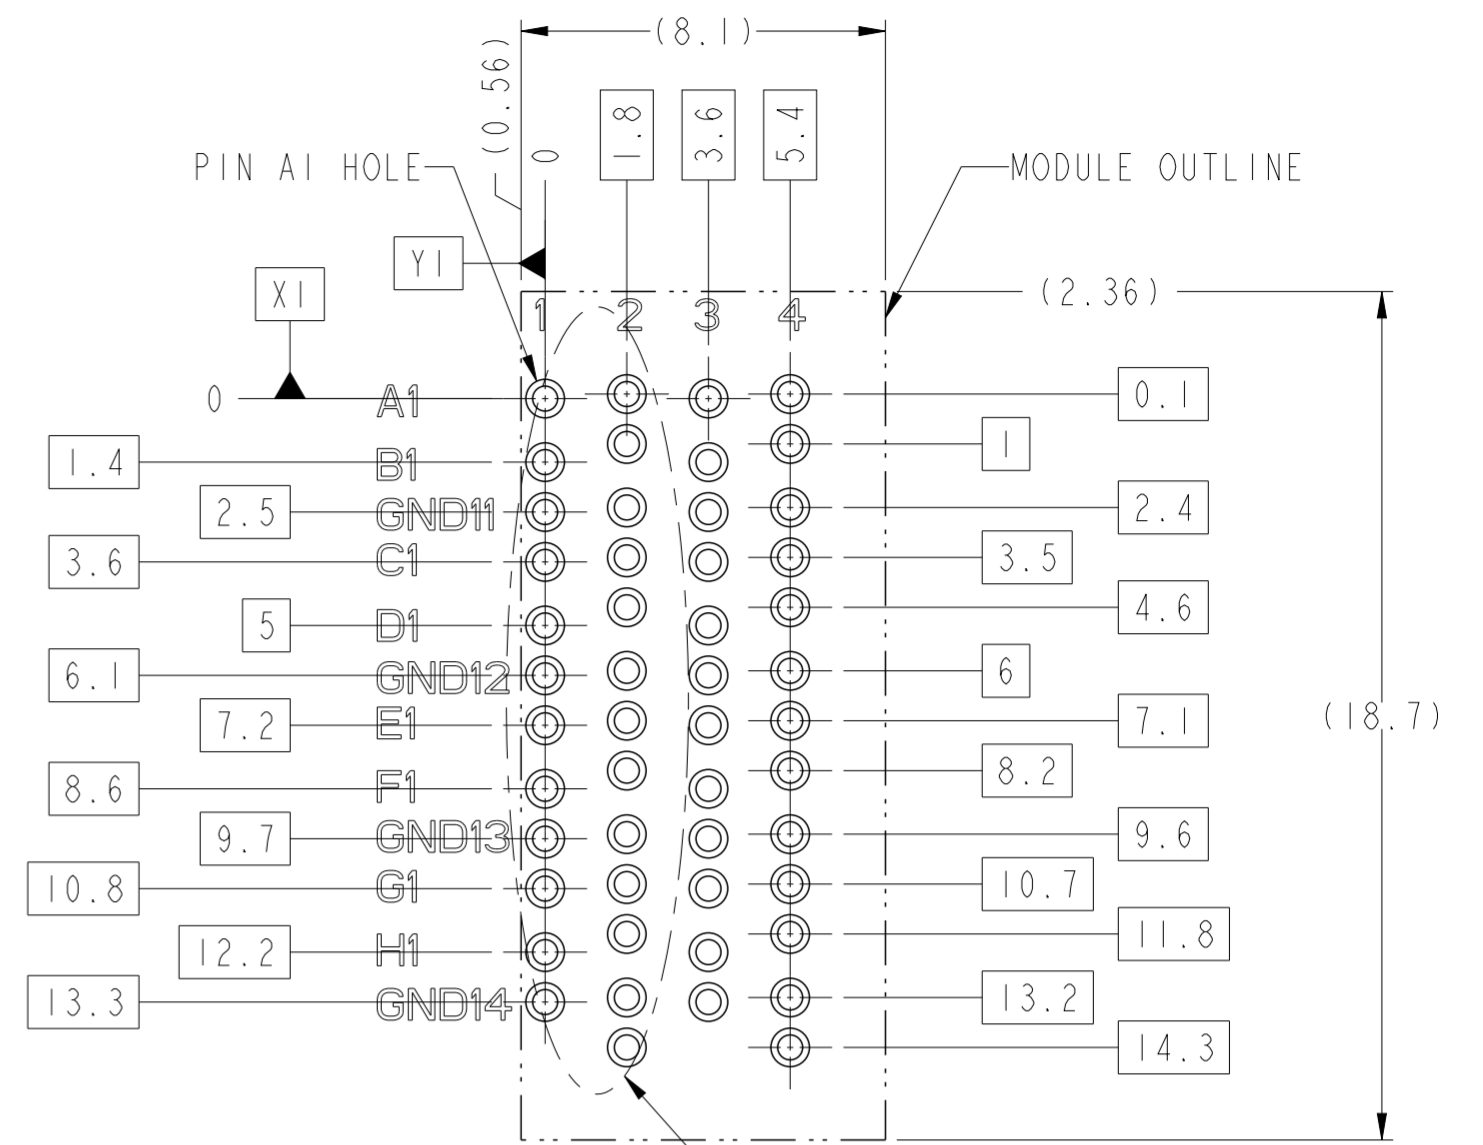 (8.1)
(0.56)
0
1.8
3.6
5.4
PIN A1 HOLE
MODULE OUTLINE
Y1
X1
(2.36)
1 2 3 4
0
A1
0.1
1
1.4
B1
2.5
GND11
2.4
3.6
C1
3.5
4.6
5
D1
6.1
GND12
6
7.2
E1
7.1
(18.7)
8.2
8.6
F1
9.7
GND13
9.6
10.8
G1
10.7
11.8
12.2
H1
13.3
GND14
13.2
14.3